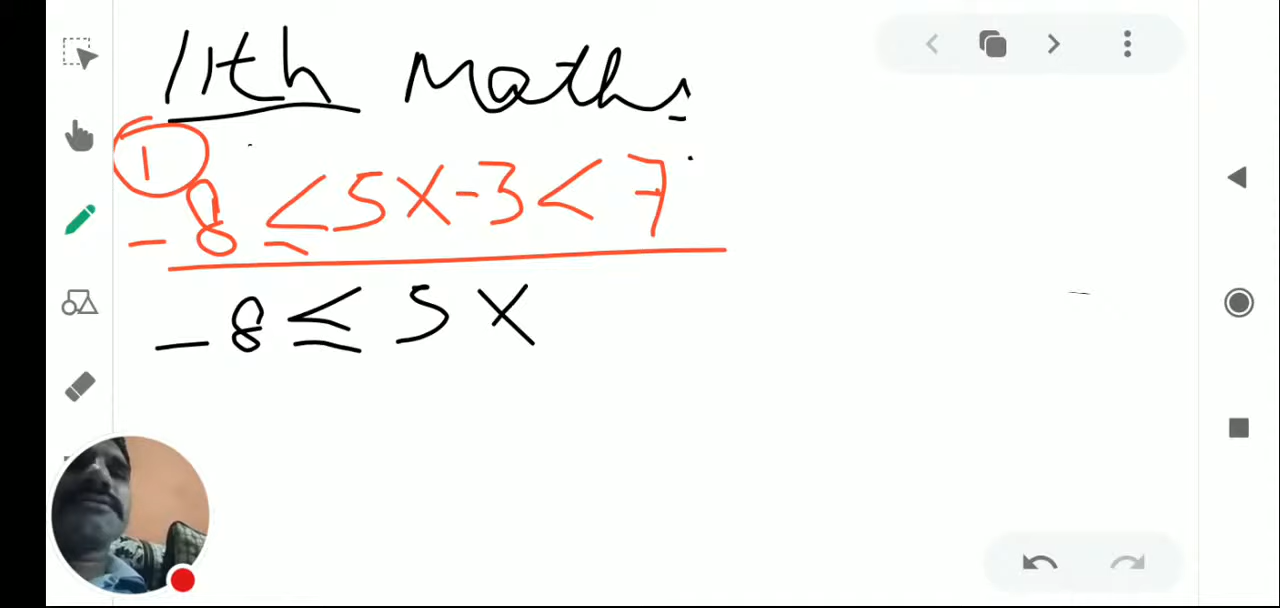 11th Maths
1
-8 ≤ 5x-3 < 7
-8 ≤ 5x